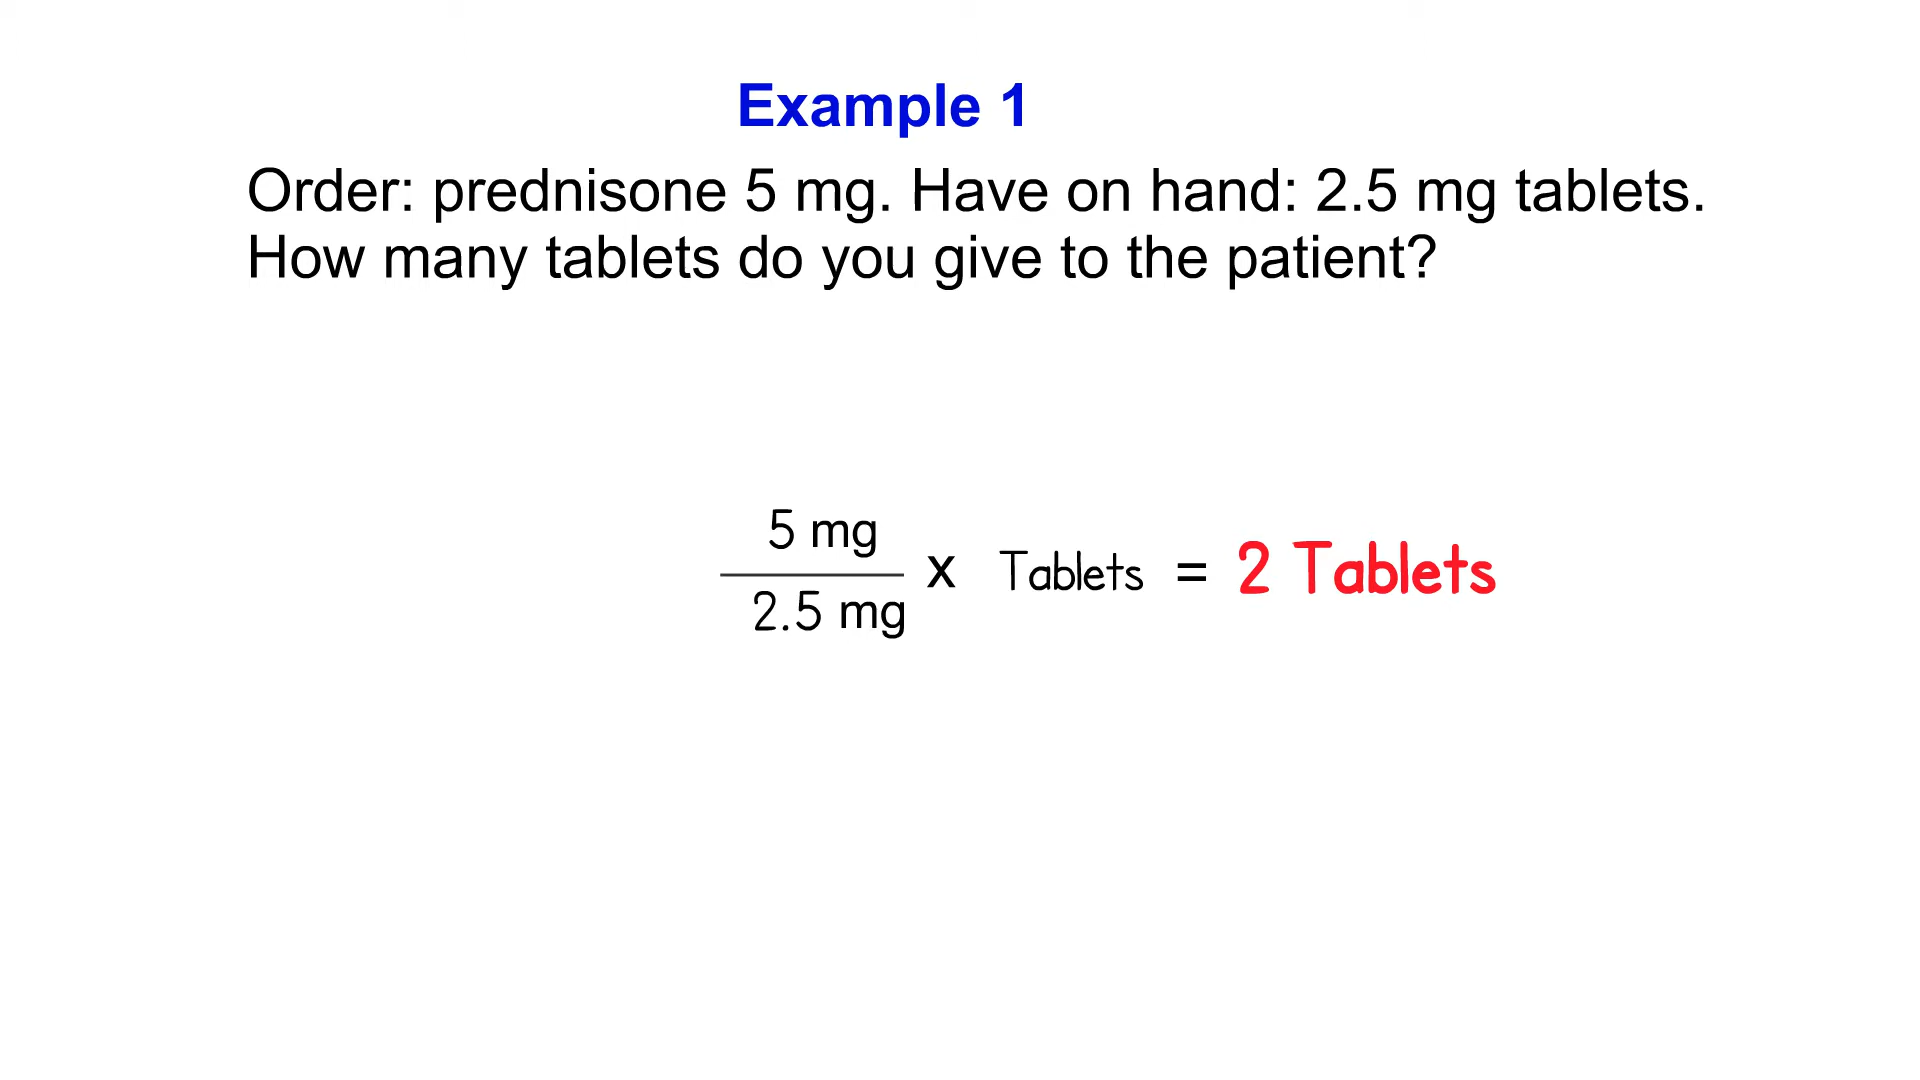 Example 1
Order: prednisone 5 mg. Have on hand: 2.5 mg tablets.
How many tablets do you give to the patient?
5 mg
2.5 mg
x Tablets = 2 Tablets